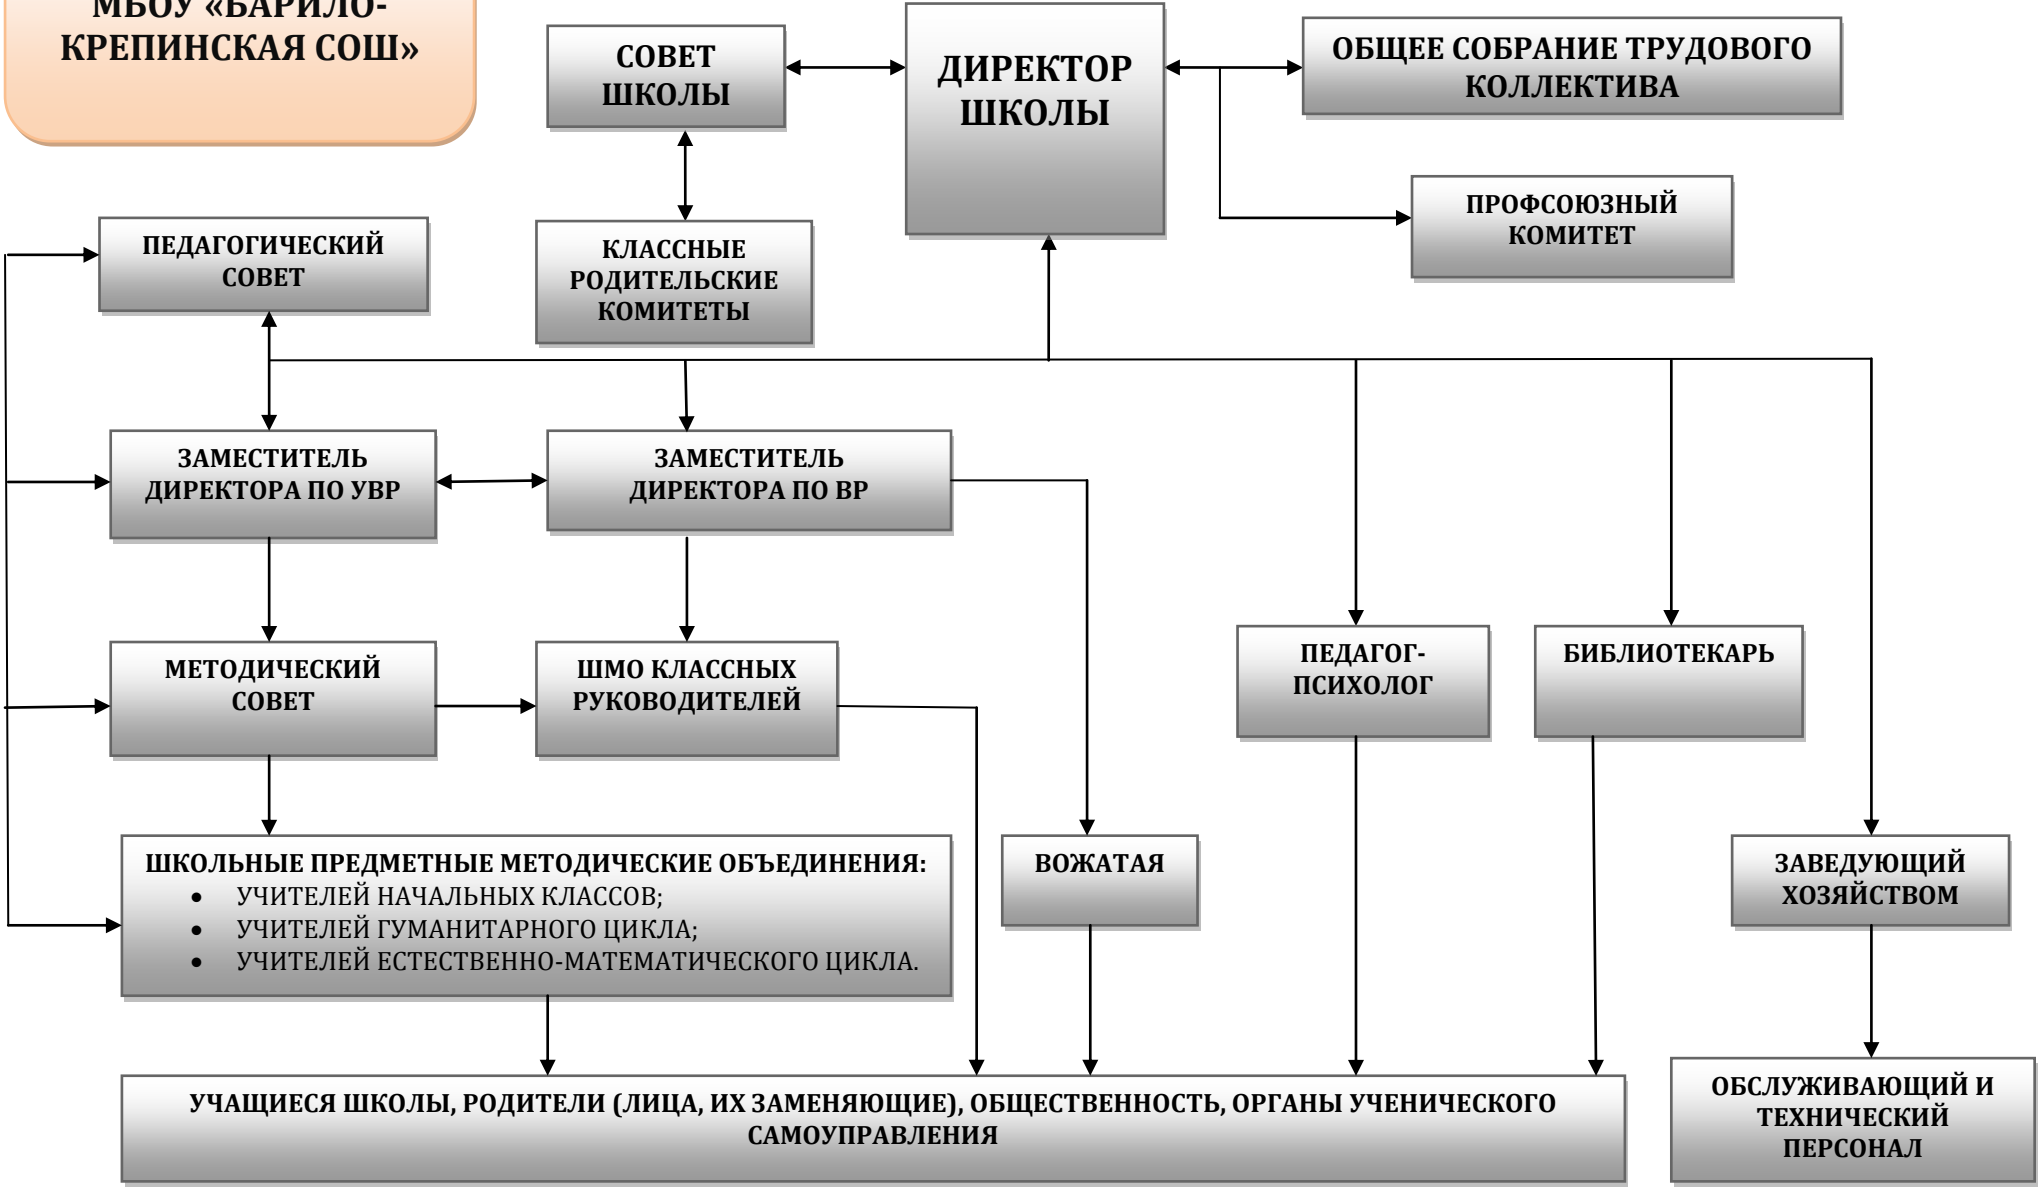 МБОУ «БАРИЛО-
КРЕПИНСКАЯ СОШ»
СОВЕТ
ШКОЛЫ
ДИРЕКТОР
ШКОЛЫ
ОБЩЕЕ СОБРАНИЕ ТРУДОВОГО
КОЛЛЕКТИВА
ПРОФСОЮЗНЫЙ
КОМИТЕТ
ПЕДАГОГИЧЕСКИЙ
СОВЕТ
КЛАССНЫЕ
РОДИТЕЛЬСКИЕ
КОМИТЕТЫ
ЗАМЕСТИТЕЛЬ
ДИРЕКТОРА ПО УВР
ЗАМЕСТИТЕЛЬ
ДИРЕКТОРА ПО ВР
МЕТОДИЧЕСКИЙ
СОВЕТ
ШМО КЛАССНЫХ
РУКОВОДИТЕЛЕЙ
ПЕДАГОГ-
ПСИХОЛОГ
БИБЛИОТЕКАРЬ
ШКОЛЬНЫЕ ПРЕДМЕТНЫЕ МЕТОДИЧЕСКИЕ ОБЪЕДИНЕНИЯ:
• УЧИТЕЛЕЙ НАЧАЛЬНЫХ КЛАССОВ;
• УЧИТЕЛЕЙ ГУМАНИТАРНОГО ЦИКЛА;
• УЧИТЕЛЕЙ ЕСТЕСТВЕННО-МАТЕМАТИЧЕСКОГО ЦИКЛА.
ВОЖАТАЯ
ЗАВЕДУЮЩИЙ
ХОЗЯЙСТВОМ
УЧАЩИЕСЯ ШКОЛЫ, РОДИТЕЛИ (ЛИЦА, ИХ ЗАМЕНЯЮЩИЕ), ОБЩЕСТВЕННОСТЬ, ОРГАНЫ УЧЕНИЧЕСКОГО
САМОУПРАВЛЕНИЯ
ОБСЛУЖИВАЮЩИЙ И
ТЕХНИЧЕСКИЙ
ПЕРСОНАЛ